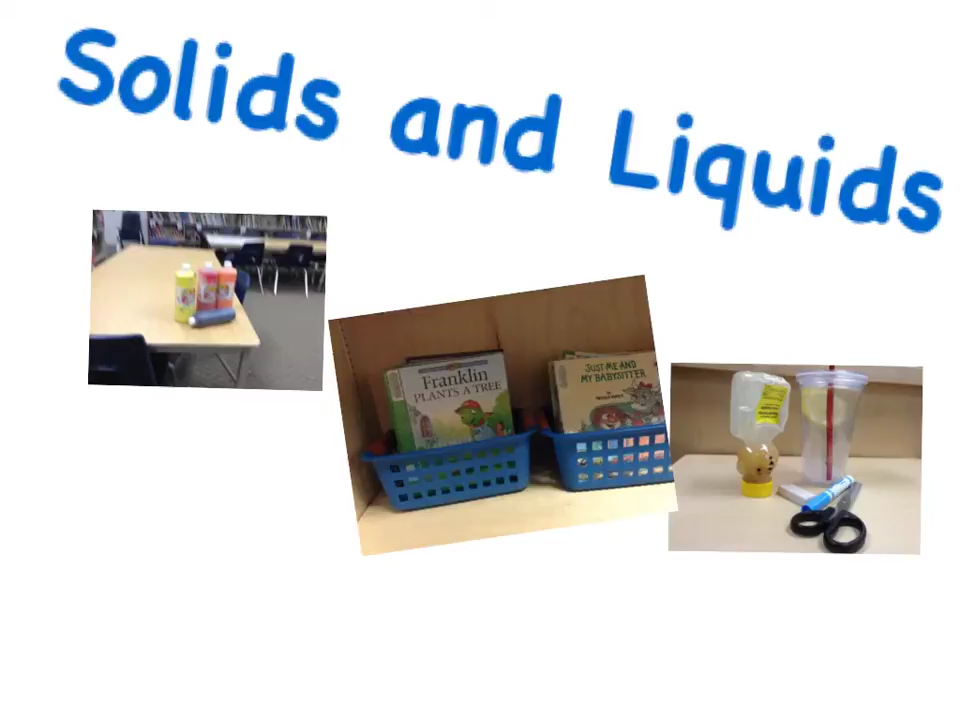 Solids and Liquids
Franklin
PLANTS A TREE
JUST ME AND
MY BABYSITTER